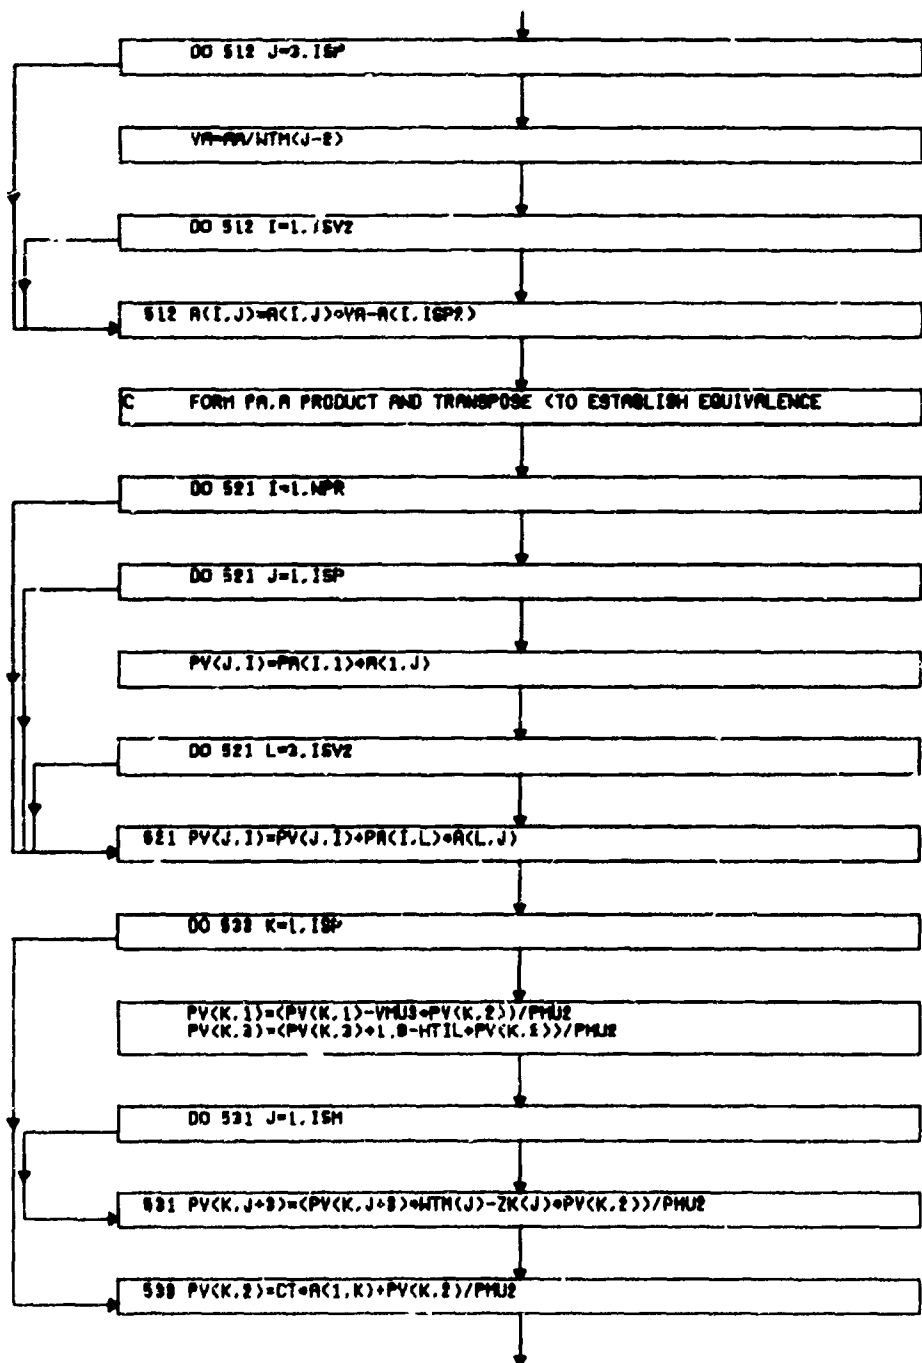 DO 512 J=3,ISP
VA=AA/WTM(J-2)
DO 512 I=1,ISV2
512 A(I,J)=A(I,J)*VA-A(I,ISP2)
C FORM PA.A PRODUCT AND TRANSPOSE (TO ESTABLISH EQUIVALENCE
DO 521 I=1,NPR
DO 521 J=1,ISP
PV(J,I)=PA(I,1)*A(1,J)
DO 521 L=3,ISV2
521 PV(J,I)=PV(J,I)+PA(I,L)*A(L,J)
DO 532 K=1,ISP
PV(K,1)=(PV(K,1)-VMU3*PV(K,2))/PMU2
PV(K,3)=(PV(K,3)*1.8-HTIL*PV(K,2))/PMU2
DO 531 J=1,ISM
531 PV(K,J+3)=(PV(K,J+3)*WTM(J)-ZK(J)*PV(K,2))/PMU2
532 PV(K,2)=CT*A(1,K)+PV(K,2)/PMU2